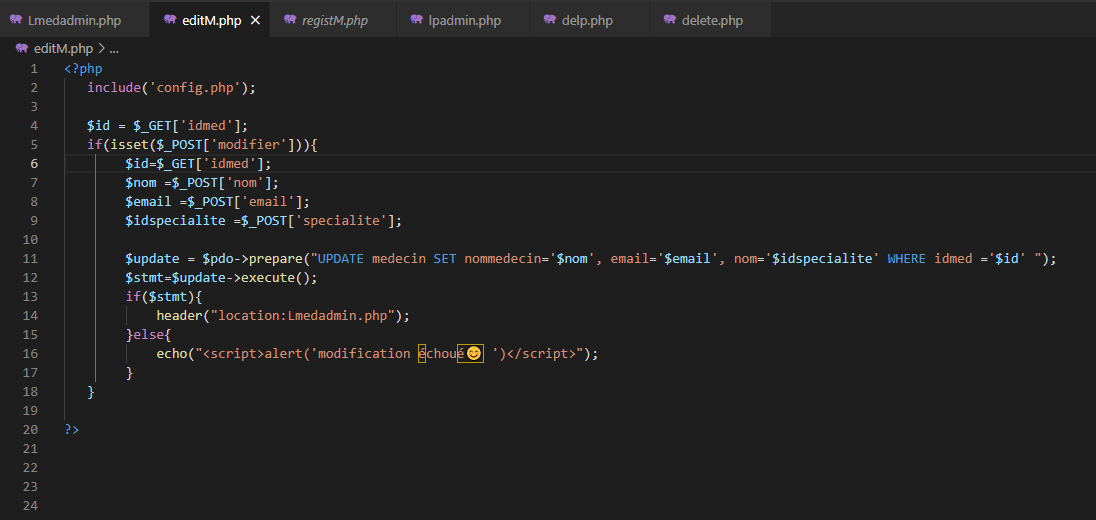 Lmedadmin.php editM.php × registM.php lpadmin.php delp.php delete.php
editM.php > ...
1 <?php
2 include('config.php');
3
4 $id = $_GET['idmed'];
5 if(isset($_POST['modifier'])){
6 $id=$_GET['idmed'];
7 $nom =$_POST['nom'];
8 $email =$_POST['email'];
9 $idspecialite =$_POST['specialite'];
10
11 $update = $pdo->prepare("UPDATE medecin SET nommedecin='$nom', email='$email', nom='$idspecialite' WHERE idmed ='$id' ");
12 $stmt=$update->execute();
13 if($stmt){
14 header("location:Lmedadmin.php");
15 }else{
16 echo("<script>alert('modification échoué😊 ')</script>");
17 }
18 }
19
20 ?>
21
22
23
24